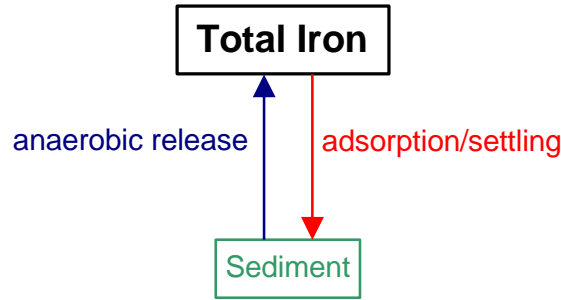 Total Iron
anaerobic release
adsorption/settling
Sediment